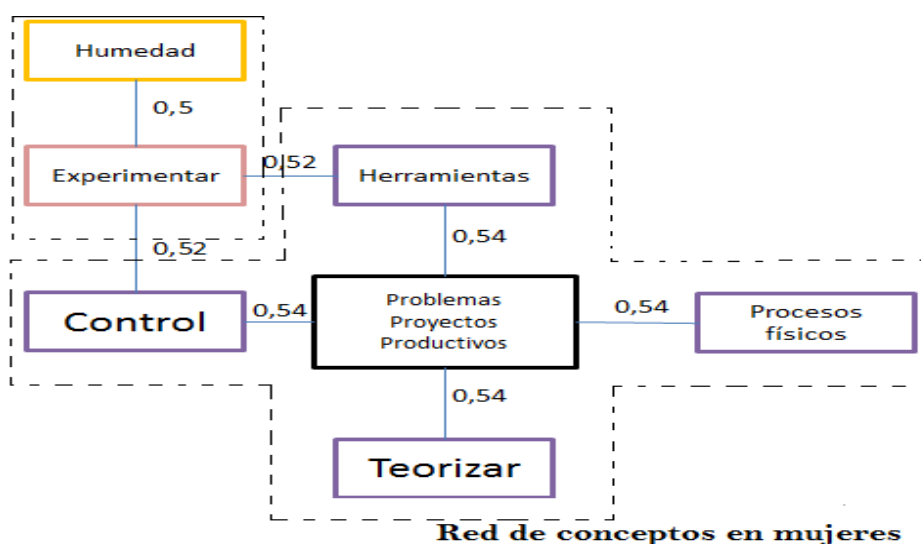 Humedad
0,5
Experimentar
0,52
Herramientas
0,52
0,54
Control
0,54
Problemas
Proyectos
Productivos
0,54
Procesos
físicos
0,54
Teorizar
Red de conceptos en mujeres